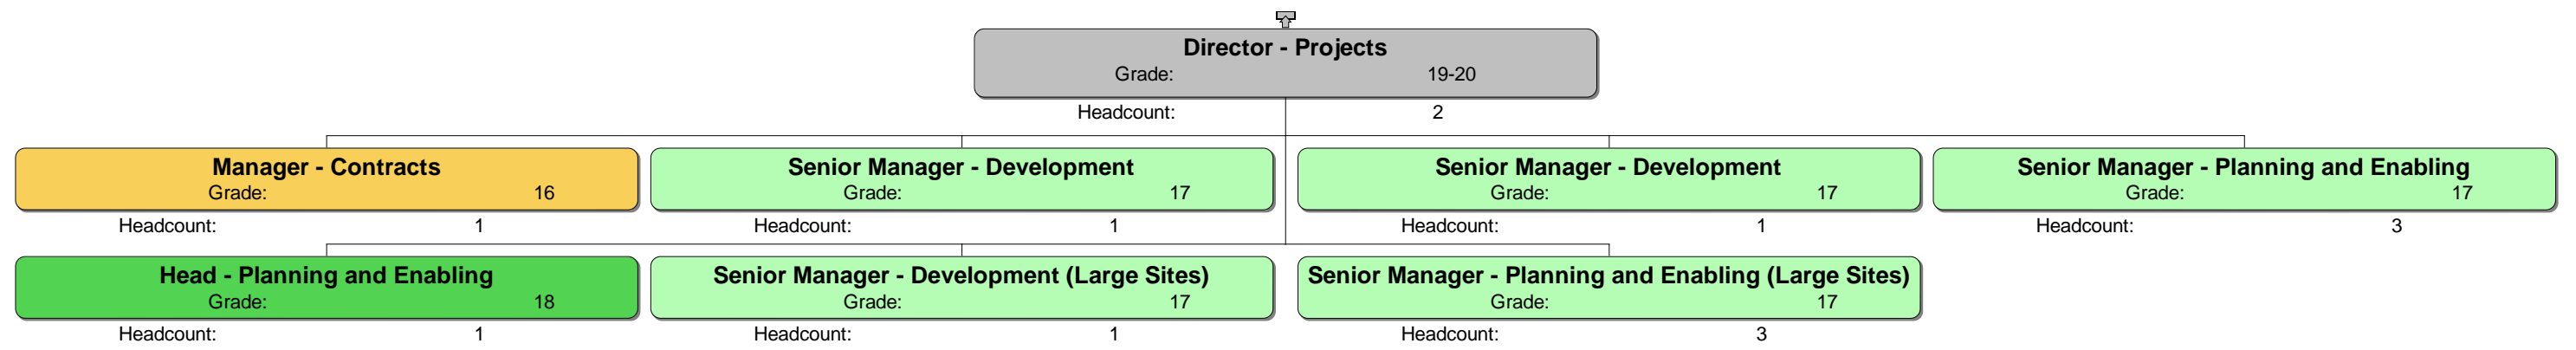 Director - Projects
Grade: 19-20
Headcount: 2
Manager - Contracts
Grade: 16
Headcount: 1
Senior Manager - Development
Grade: 17
Headcount: 1
Senior Manager - Development
Grade: 17
Headcount: 1
Senior Manager - Planning and Enabling
Grade: 17
Headcount: 3
Head - Planning and Enabling
Grade: 18
Headcount: 1
Senior Manager - Development (Large Sites)
Grade: 17
Headcount: 1
Senior Manager - Planning and Enabling (Large Sites)
Grade: 17
Headcount: 3